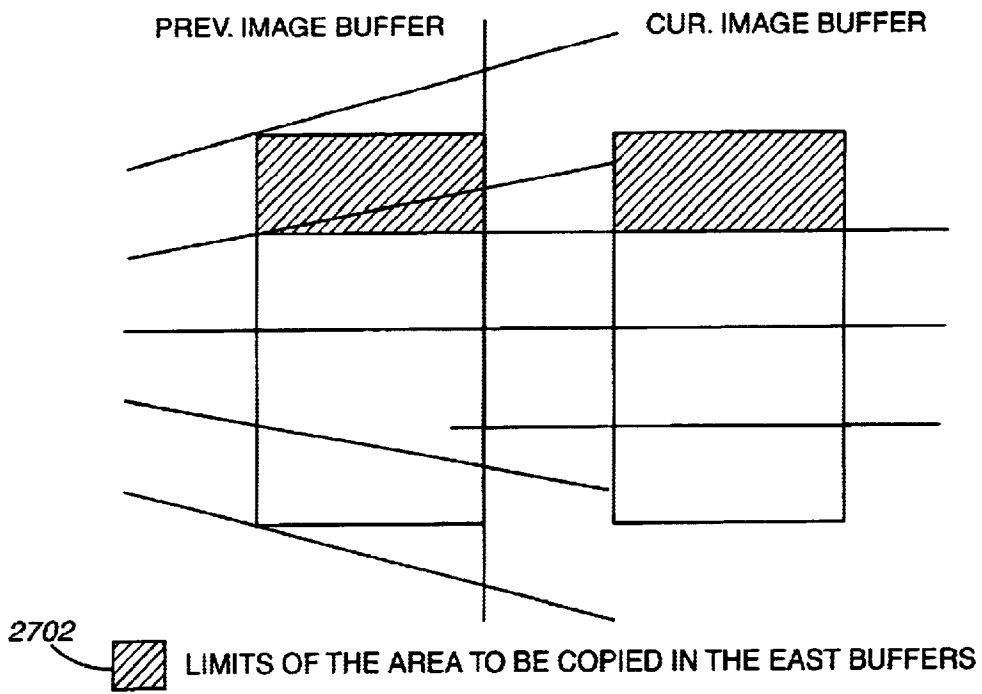 PREV. IMAGE BUFFER
CUR. IMAGE BUFFER
2702
LIMITS OF THE AREA TO BE COPIED IN THE EAST BUFFERS